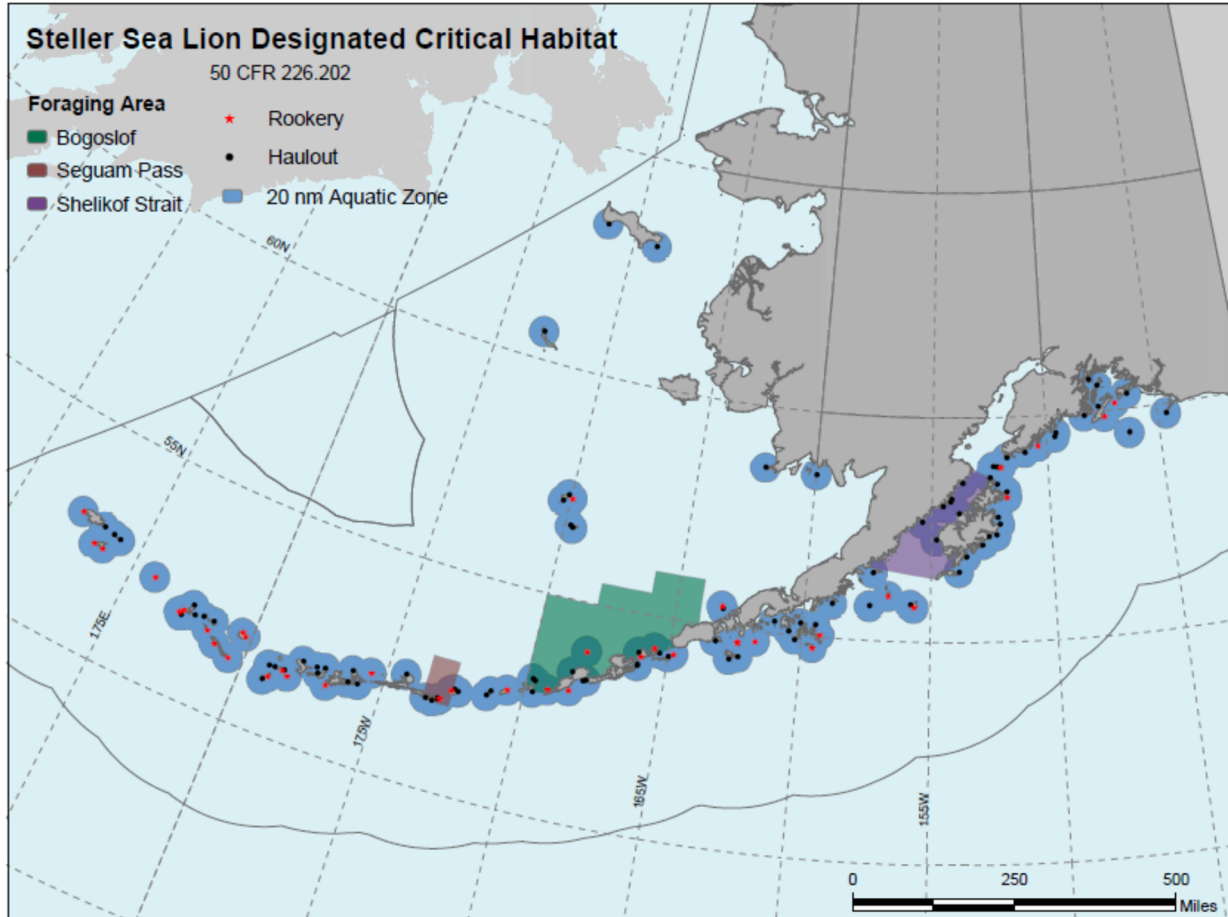 Steller Sea Lion Designated Critical Habitat
50 CFR 226.202
Foraging Area
Bogoslof
Seguam Pass
Shelikof Strait
Rookery
Haulout
20 nm Aquatic Zone
60N
55N
175E
175W
165W
155W
0
250
500
Miles